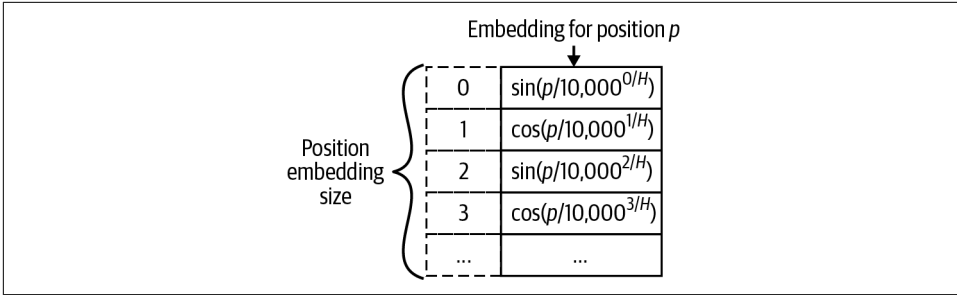 Embedding for position p
0 sin(p/10,000^0/H)
1 cos(p/10,000^1/H)
Position
embedding
size
2 sin(p/10,000^2/H)
3 cos(p/10,000^3/H)
... ...